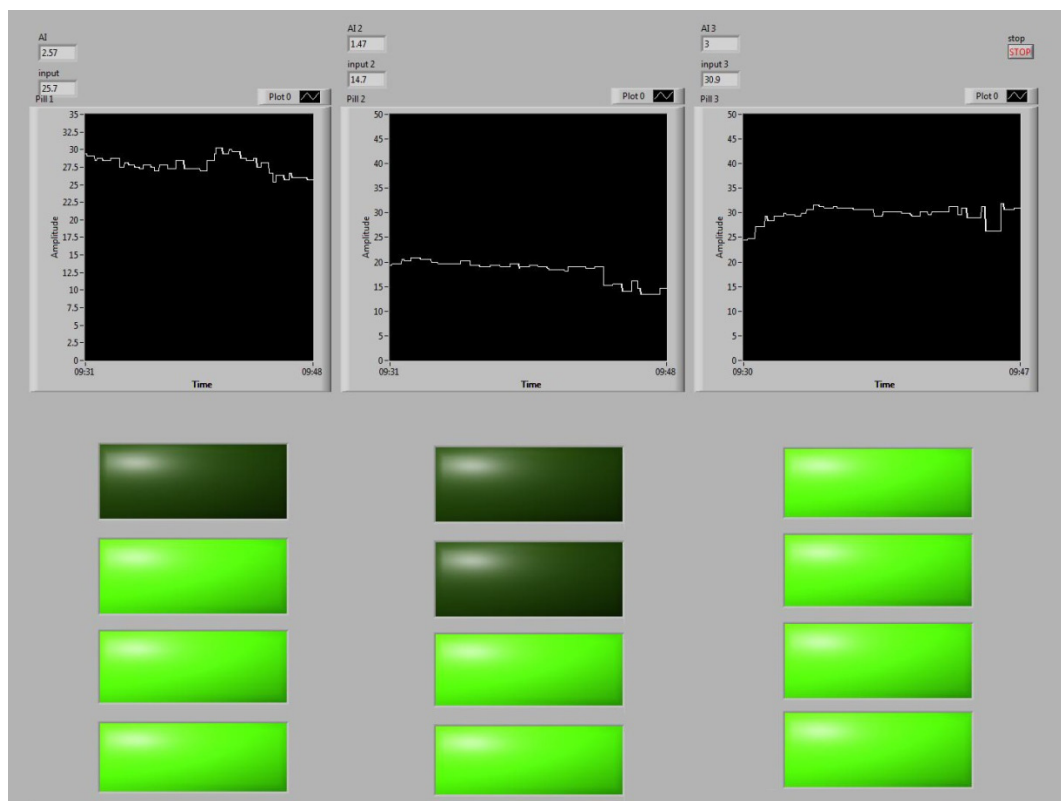 AI
2.57
input
25.7
Pill 1
Plot 0
35
32.5
30
27.5
25
22.5
20
17.5
15
12.5
10
7.5
5
2.5
0
Amplitude
09:31
09:48
Time
AI 2
1.47
input 2
14.7
Pill 2
Plot 0
50
45
40
35
30
25
20
15
10
5
0
Amplitude
09:31
09:48
Time
AI 3
3
input 3
30.9
Pill 3
Plot 0
50
45
40
35
30
25
20
15
10
5
0
Amplitude
09:30
09:47
Time
stop
STOP